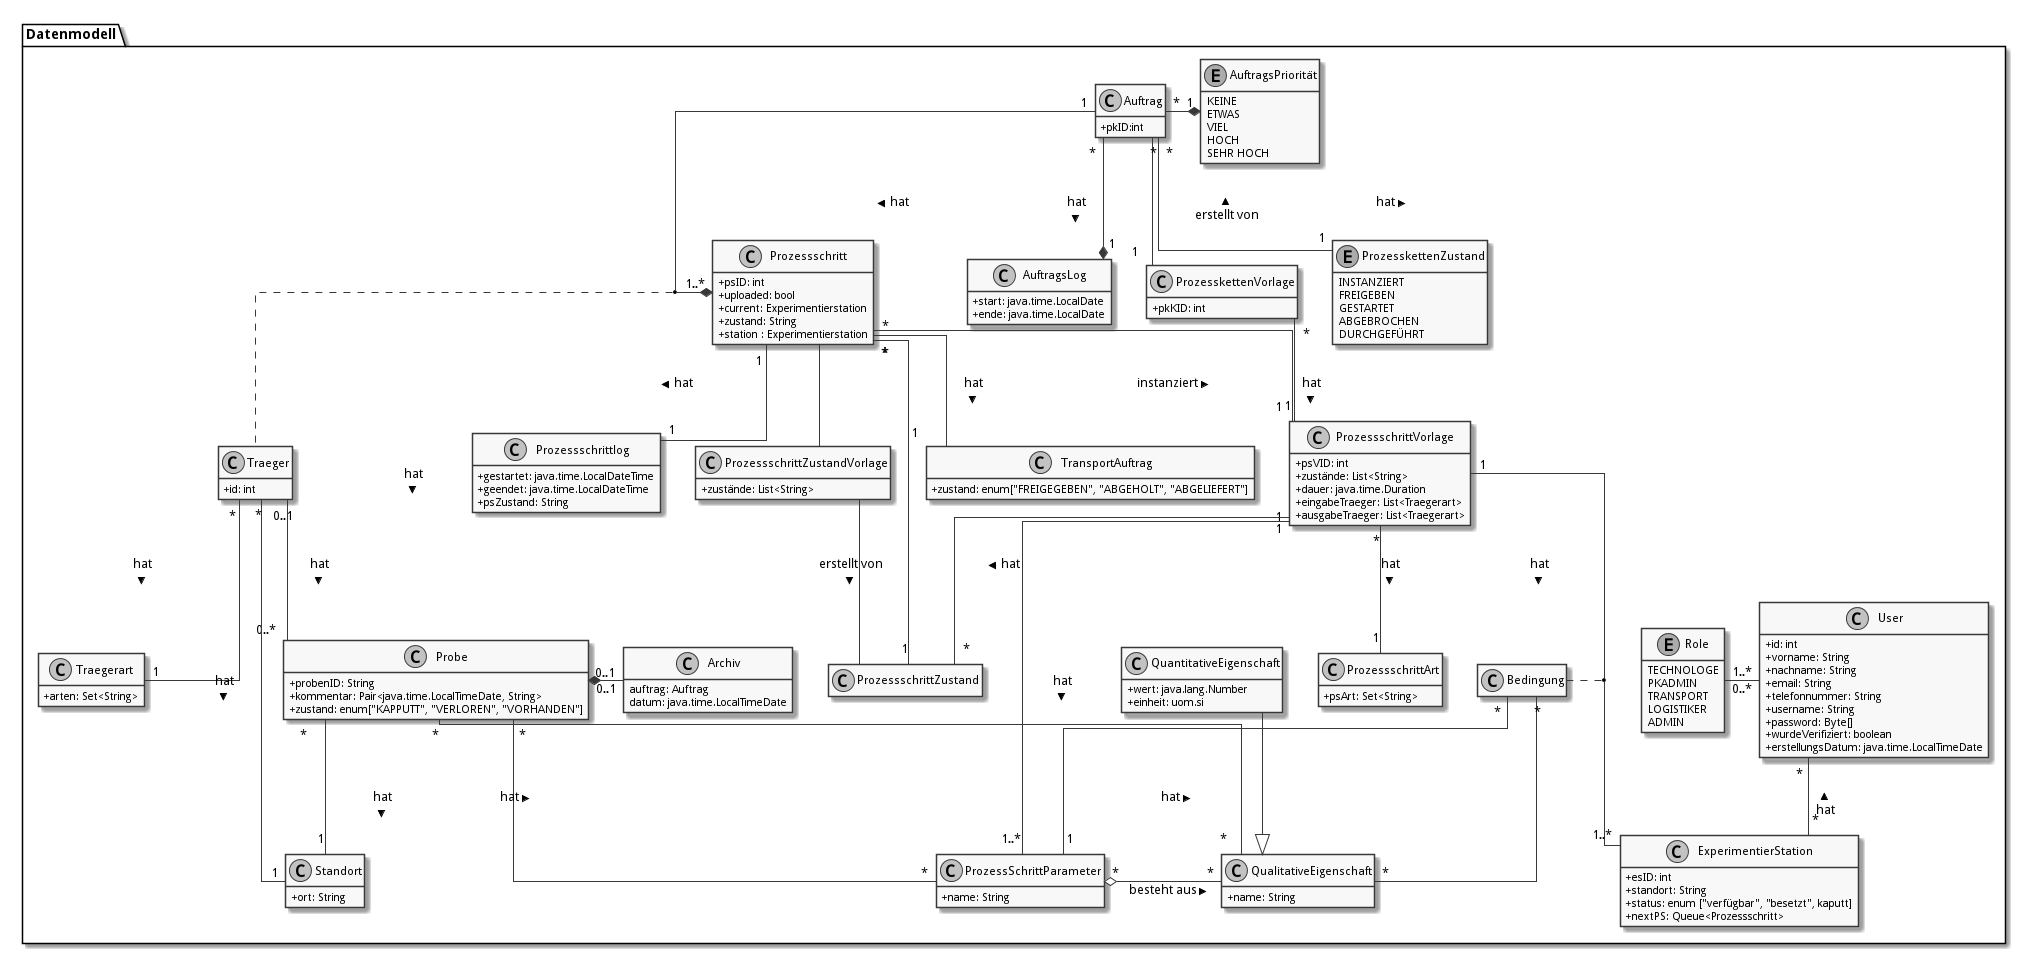 Datenmodell
E AuftragsPriorität
KEINE
ETWAS
VIEL
HOCH
SEHR HOCH
C Auftrag
+pkID:int
1
* 1
* * *
◄ hat
hat
▼
▲
erstellt von
hat ►
C Prozessschritt
+psID: int
+uploaded: bool
+current: Experimentierstation
+zustand: String
+station : Experimentierstation
1..*
1
C AuftragsLog
+start: java.time.LocalDate
+ende: java.time.LocalDate
1
C ProzesskettenVorlage
+pkKID: int
1
E ProzesskettenZustand
INSTANZIERT
FREIGEBEN
GESTARTET
ABGEBROCHEN
DURCHGEFÜHRT
*
*
*
1
◄ hat
hat
▼
instanziert ►
hat
▼
1 1
1
1
C Traeger
+id: int
hat
▼
C Prozessschrittlog
+gestartet: java.time.LocalDateTime
+geendet: java.time.LocalDateTime
+psZustand: String
C ProzessschrittZustandVorlage
+zustände: List<String>
C TransportAuftrag
+zustand: enum["FREIGEGEBEN", "ABGEHOLT", "ABGELIEFERT"]
C ProzessschrittVorlage
+psVID: int
+zustände: List<String>
+dauer: java.time.Duration
+eingabeTraeger: List<Traegerart>
+ausgabeTraeger: List<Traegerart>
1
* * 0..1
1
1
*
hat
▼
hat
▼
erstellt von
▼
◄ hat
hat
▼
hat
▼
0..*
C Traegerart
+arten: Set<String>
1
hat
▼
C Probe
+probenID: String
+kommentar: Pair<java.time.LocalTimeDate, String>
+zustand: enum["KAPPUTT", "VERLOREN", "VORHANDEN"]
0..1
0..1
C Archiv
auftrag: Auftrag
datum: java.time.LocalTimeDate
1
*
C ProzessschrittZustand
hat
▼
C QuantitativeEigenschaft
+wert: java.lang.Number
+einheit: uom.si
1
C ProzessschrittArt
+psArt: Set<String>
C Bedingung
E Role
TECHNOLOGE
PKADMIN
TRANSPORT
LOGISTIKER
ADMIN
1..*
0..*
C User
+id: int
+vorname: String
+nachname: String
+email: String
+telefonnummer: String
+username: String
+password: Byte[]
+wurdeVerifiziert: boolean
+erstellungsDatum: java.time.LocalTimeDate
* * *
* *
*
hat
▼
hat ►
hat ►
▲
hat
*
1
1..*
1
*
1..*
1
C Standort
+ort: String
*
C ProzessSchrittParameter
+name: String
* *
besteht aus ►
C QualitativeEigenschaft
+name: String
*
C ExperimentierStation
+esID: int
+standort: String
+status: enum ["verfügbar", "besetzt", kaputt]
+nextPS: Queue<Prozessschritt>